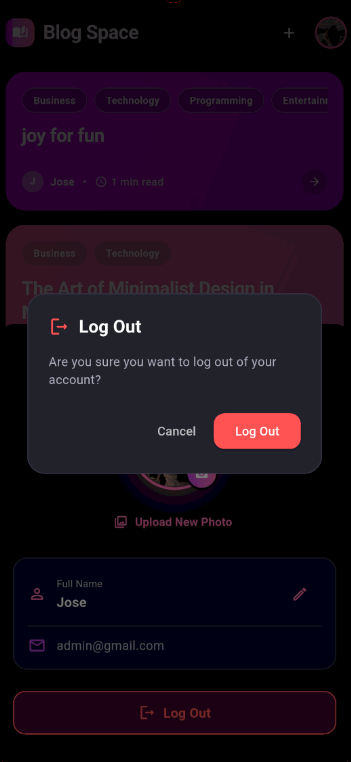 Blog Space
Business Technology Programming
joy for fun
J Jose • 1 min read
Business Technology
The Art of Minimalist Design in
Log Out
Are you sure you want to log out of your
account?
Cancel Log Out
Upload New Photo
Full Name
Jose
admin@gmail.com
Log Out